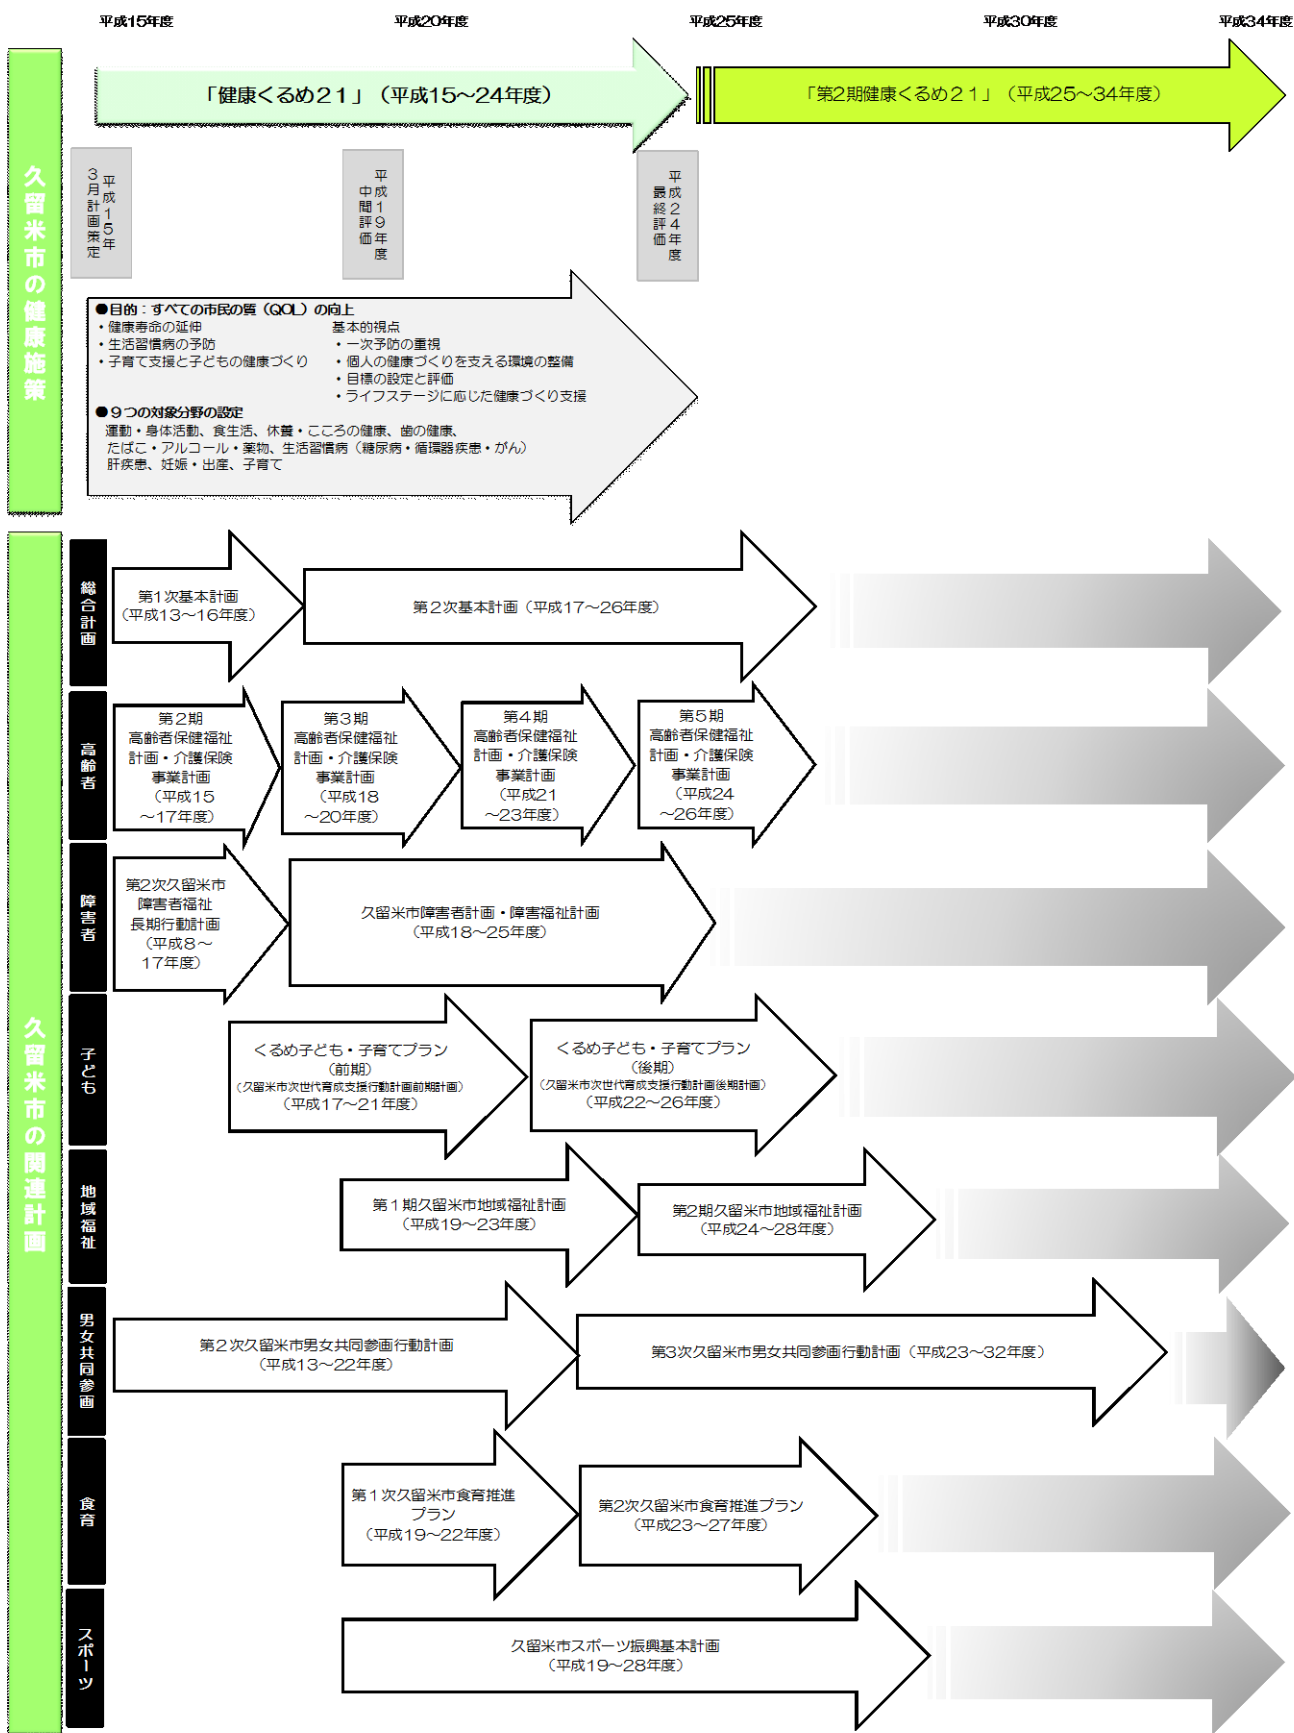 平成15年度
平成20年度
平成25年度
平成30年度
平成34年度
久留米市の健康施策
「健康くるめ２１」（平成15～24年度）
「第2期健康くるめ２１」（平成25～34年度）
平成１５年
３月計画策定
平成１９年度
中間評価
平成２４年度
最終評価
●目的：すべての市民の質（QOL）の向上
・健康寿命の延伸
・生活習慣病の予防
・子育て支援と子どもの健康づくり
基本的視点
・一次予防の重視
・個人の健康づくりを支える環境の整備
・目標の設定と評価
・ライフステージに応じた健康づくり支援
●９つの対象分野の設定
運動・身体活動、食生活、休養・こころの健康、歯の健康、
たばこ・アルコール・薬物、生活習慣病（糖尿病・循環器疾患・がん）
肝疾患、妊娠・出産、子育て
久留米市の関連計画
総合計画
第１次基本計画
（平成13～16年度）
第２次基本計画（平成17～26年度）
高齢者
第２期
高齢者保健福祉
計画・介護保険
事業計画
（平成15
～17年度）
第３期
高齢者保健福祉
計画・介護保険
事業計画
（平成18
～20年度）
第４期
高齢者保健福祉
計画・介護保険
事業計画
（平成21
～23年度）
第５期
高齢者保健福祉
計画・介護保険
事業計画
（平成24
～26年度）
障害者
第2次久留米市
障害者福祉
長期行動計画
（平成８～
17年度）
久留米市障害者計画・障害福祉計画
（平成18～25年度）
子ども
くるめ子ども・子育てプラン
（前期）
（久留米市次世代育成支援行動計画前期計画）
（平成17～21年度）
くるめ子ども・子育てプラン
（後期）
（久留米市次世代育成支援行動計画後期計画）
（平成22～26年度）
地域福祉
第１期久留米市地域福祉計画
（平成19～23年度）
第2期久留米市地域福祉計画
（平成24～28年度）
男女共同参画
第２次久留米市男女共同参画行動計画
（平成13～22年度）
第3次久留米市男女共同参画行動計画（平成23～32年度）
食育
第１次久留米市食育推進
プラン
（平成19～22年度）
第2次久留米市食育推進プラン
（平成23～27年度）
スポーツ
久留米市スポーツ振興基本計画
（平成19～28年度）